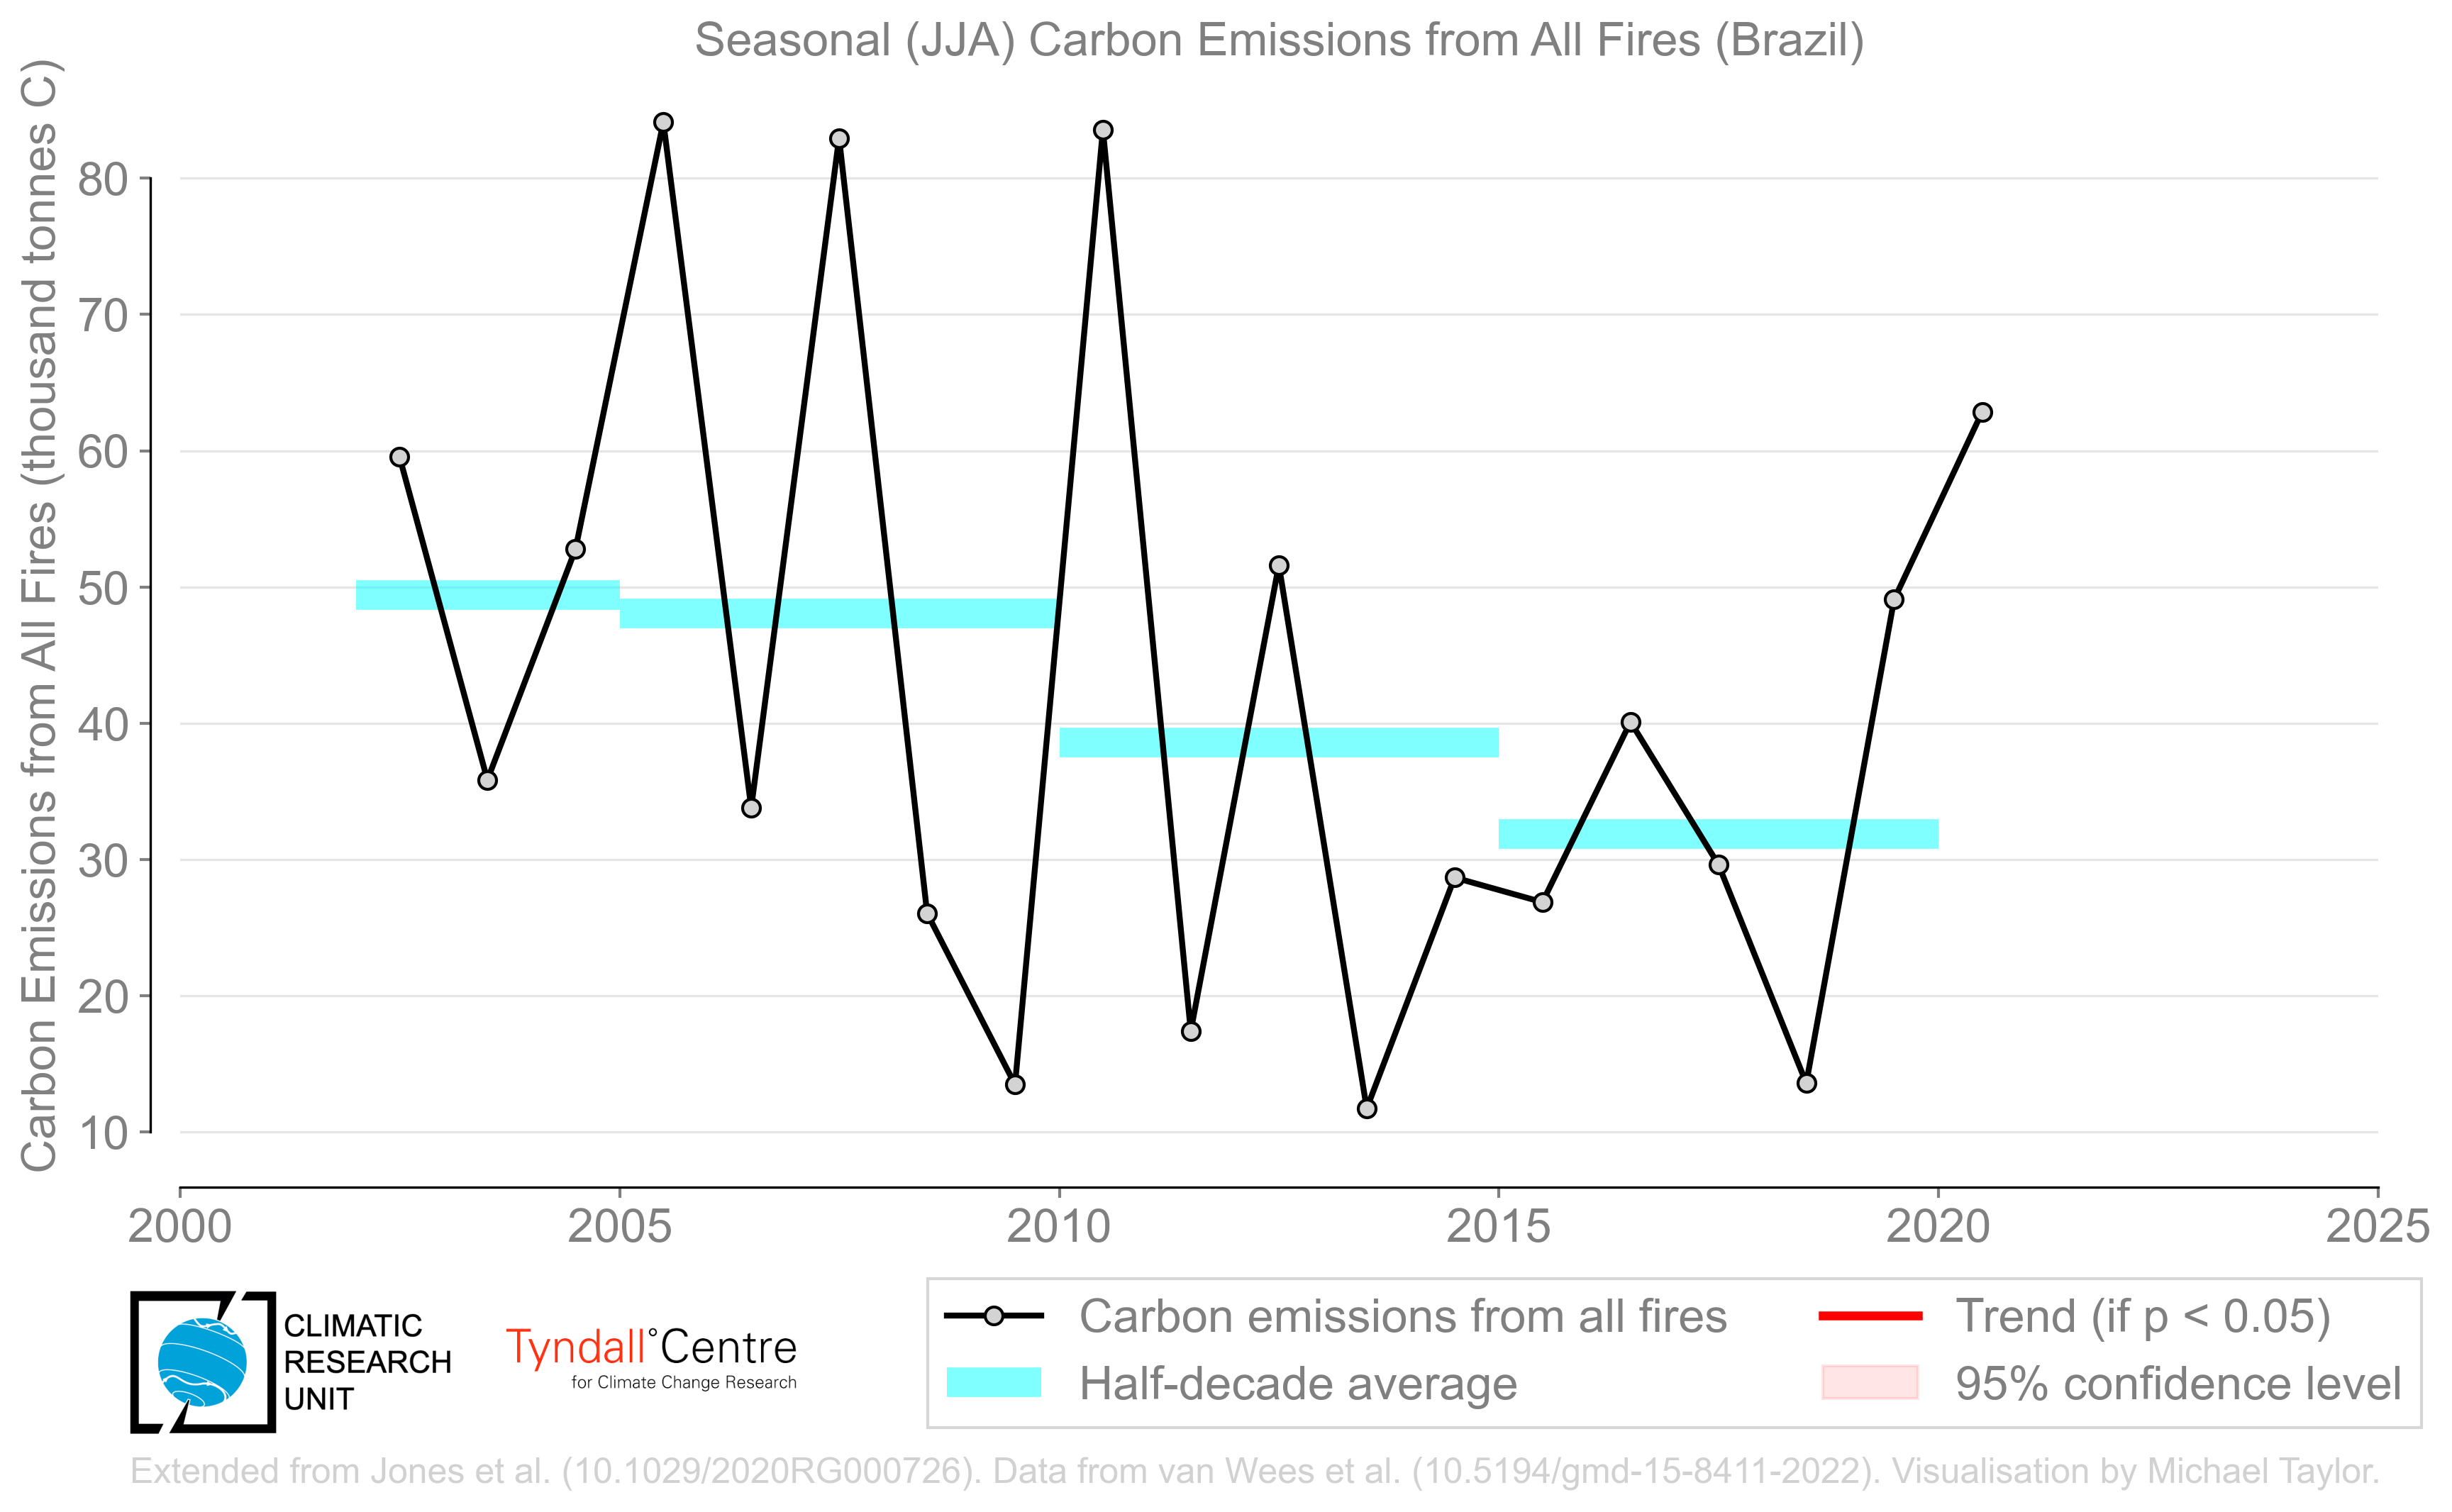 Seasonal (JJA) Carbon Emissions from All Fires (Brazil)
Carbon Emissions from All Fires (thousand tonnes C)
80
70
60
50
40
30
20
10
2000 2005 2010 2015 2020 2025
CLIMATIC
RESEARCH
UNIT
Tyndall°Centre
for Climate Change Research
Carbon emissions from all fires
Half-decade average
Trend (if p < 0.05)
95% confidence level
Extended from Jones et al. (10.1029/2020RG000726). Data from van Wees et al. (10.5194/gmd-15-8411-2022). Visualisation by Michael Taylor.